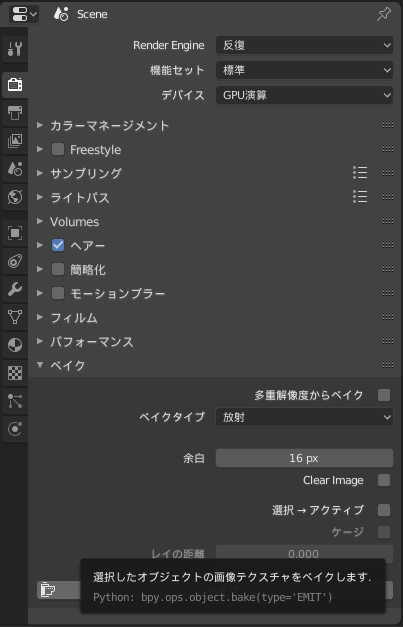 Scene
Render Engine 反復
機能セット 標準
デバイス GPU演算
カラーマネージメント
Freestyle
サンプリング
ライトパス
Volumes
ヘアー
簡略化
モーションブラー
フィルム
パフォーマンス
ベイク
多重解像度からベイク
ベイクタイプ 放射
余白 16 px
Clear Image
選択 → アクティブ
ケージ
レイの距離 0.000
選択したオブジェクトの画像テクスチャをベイクします.
Python: bpy.ops.object.bake(type='EMIT')